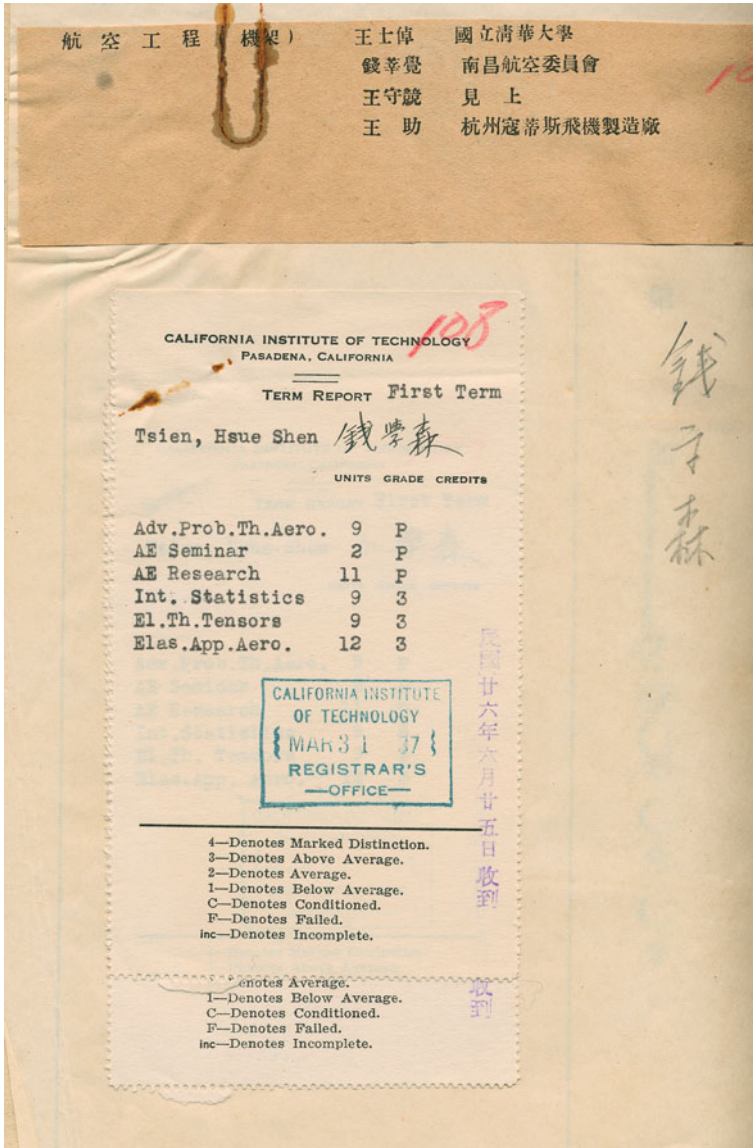 航空工程(機架) 王士倬 國立清華大學
錢莘覺 南昌航空委員會
王守競 見上
王助 杭州寇蒂斯飛機製造廠
108
CALIFORNIA INSTITUTE OF TECHNOLOGY
PASADENA, CALIFORNIA
TERM REPORT First Term
Tsien, Hsue Shen 錢學森
UNITS GRADE CREDITS
Adv.Prob.Th.Aero. 9 P
AE Seminar 2 P
AE Research 11 P
Int. Statistics 9 3
El.Th.Tensors 9 3
Elas.App.Aero. 12 3
CALIFORNIA INSTITUTE
OF TECHNOLOGY
MAR 31 37
REGISTRAR'S
—OFFICE—
4—Denotes Marked Distinction.
3—Denotes Above Average.
2—Denotes Average.
1—Denotes Below Average.
C—Denotes Conditioned.
F—Denotes Failed.
inc—Denotes Incomplete.
enotes Average.
1—Denotes Below Average.
C—Denotes Conditioned.
F—Denotes Failed.
inc—Denotes Incomplete.
民國廿六年六月廿五日收到
收到
錢学森